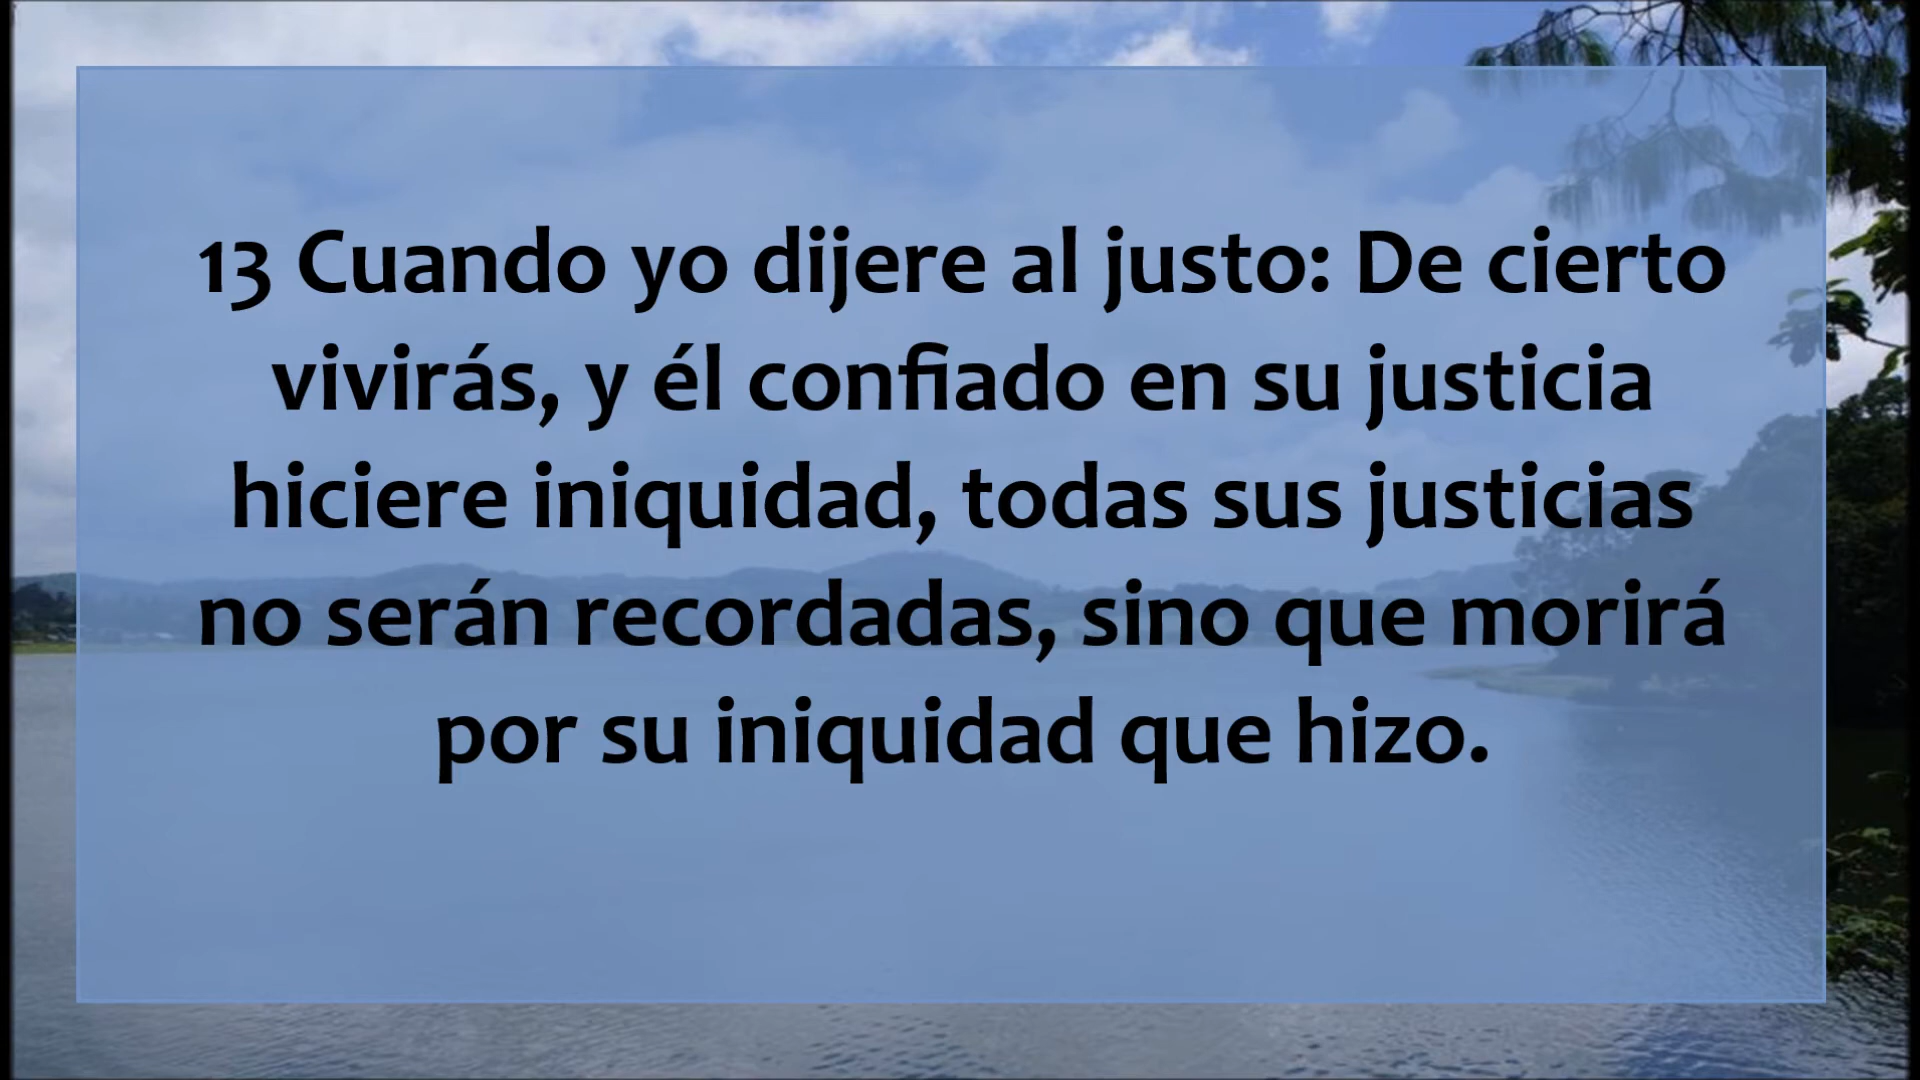 13 Cuando yo dijere al justo: De cierto
vivirás, y él confiado en su justicia
hiciere iniquidad, todas sus justicias
no serán recordadas, sino que morirá
por su iniquidad que hizo.